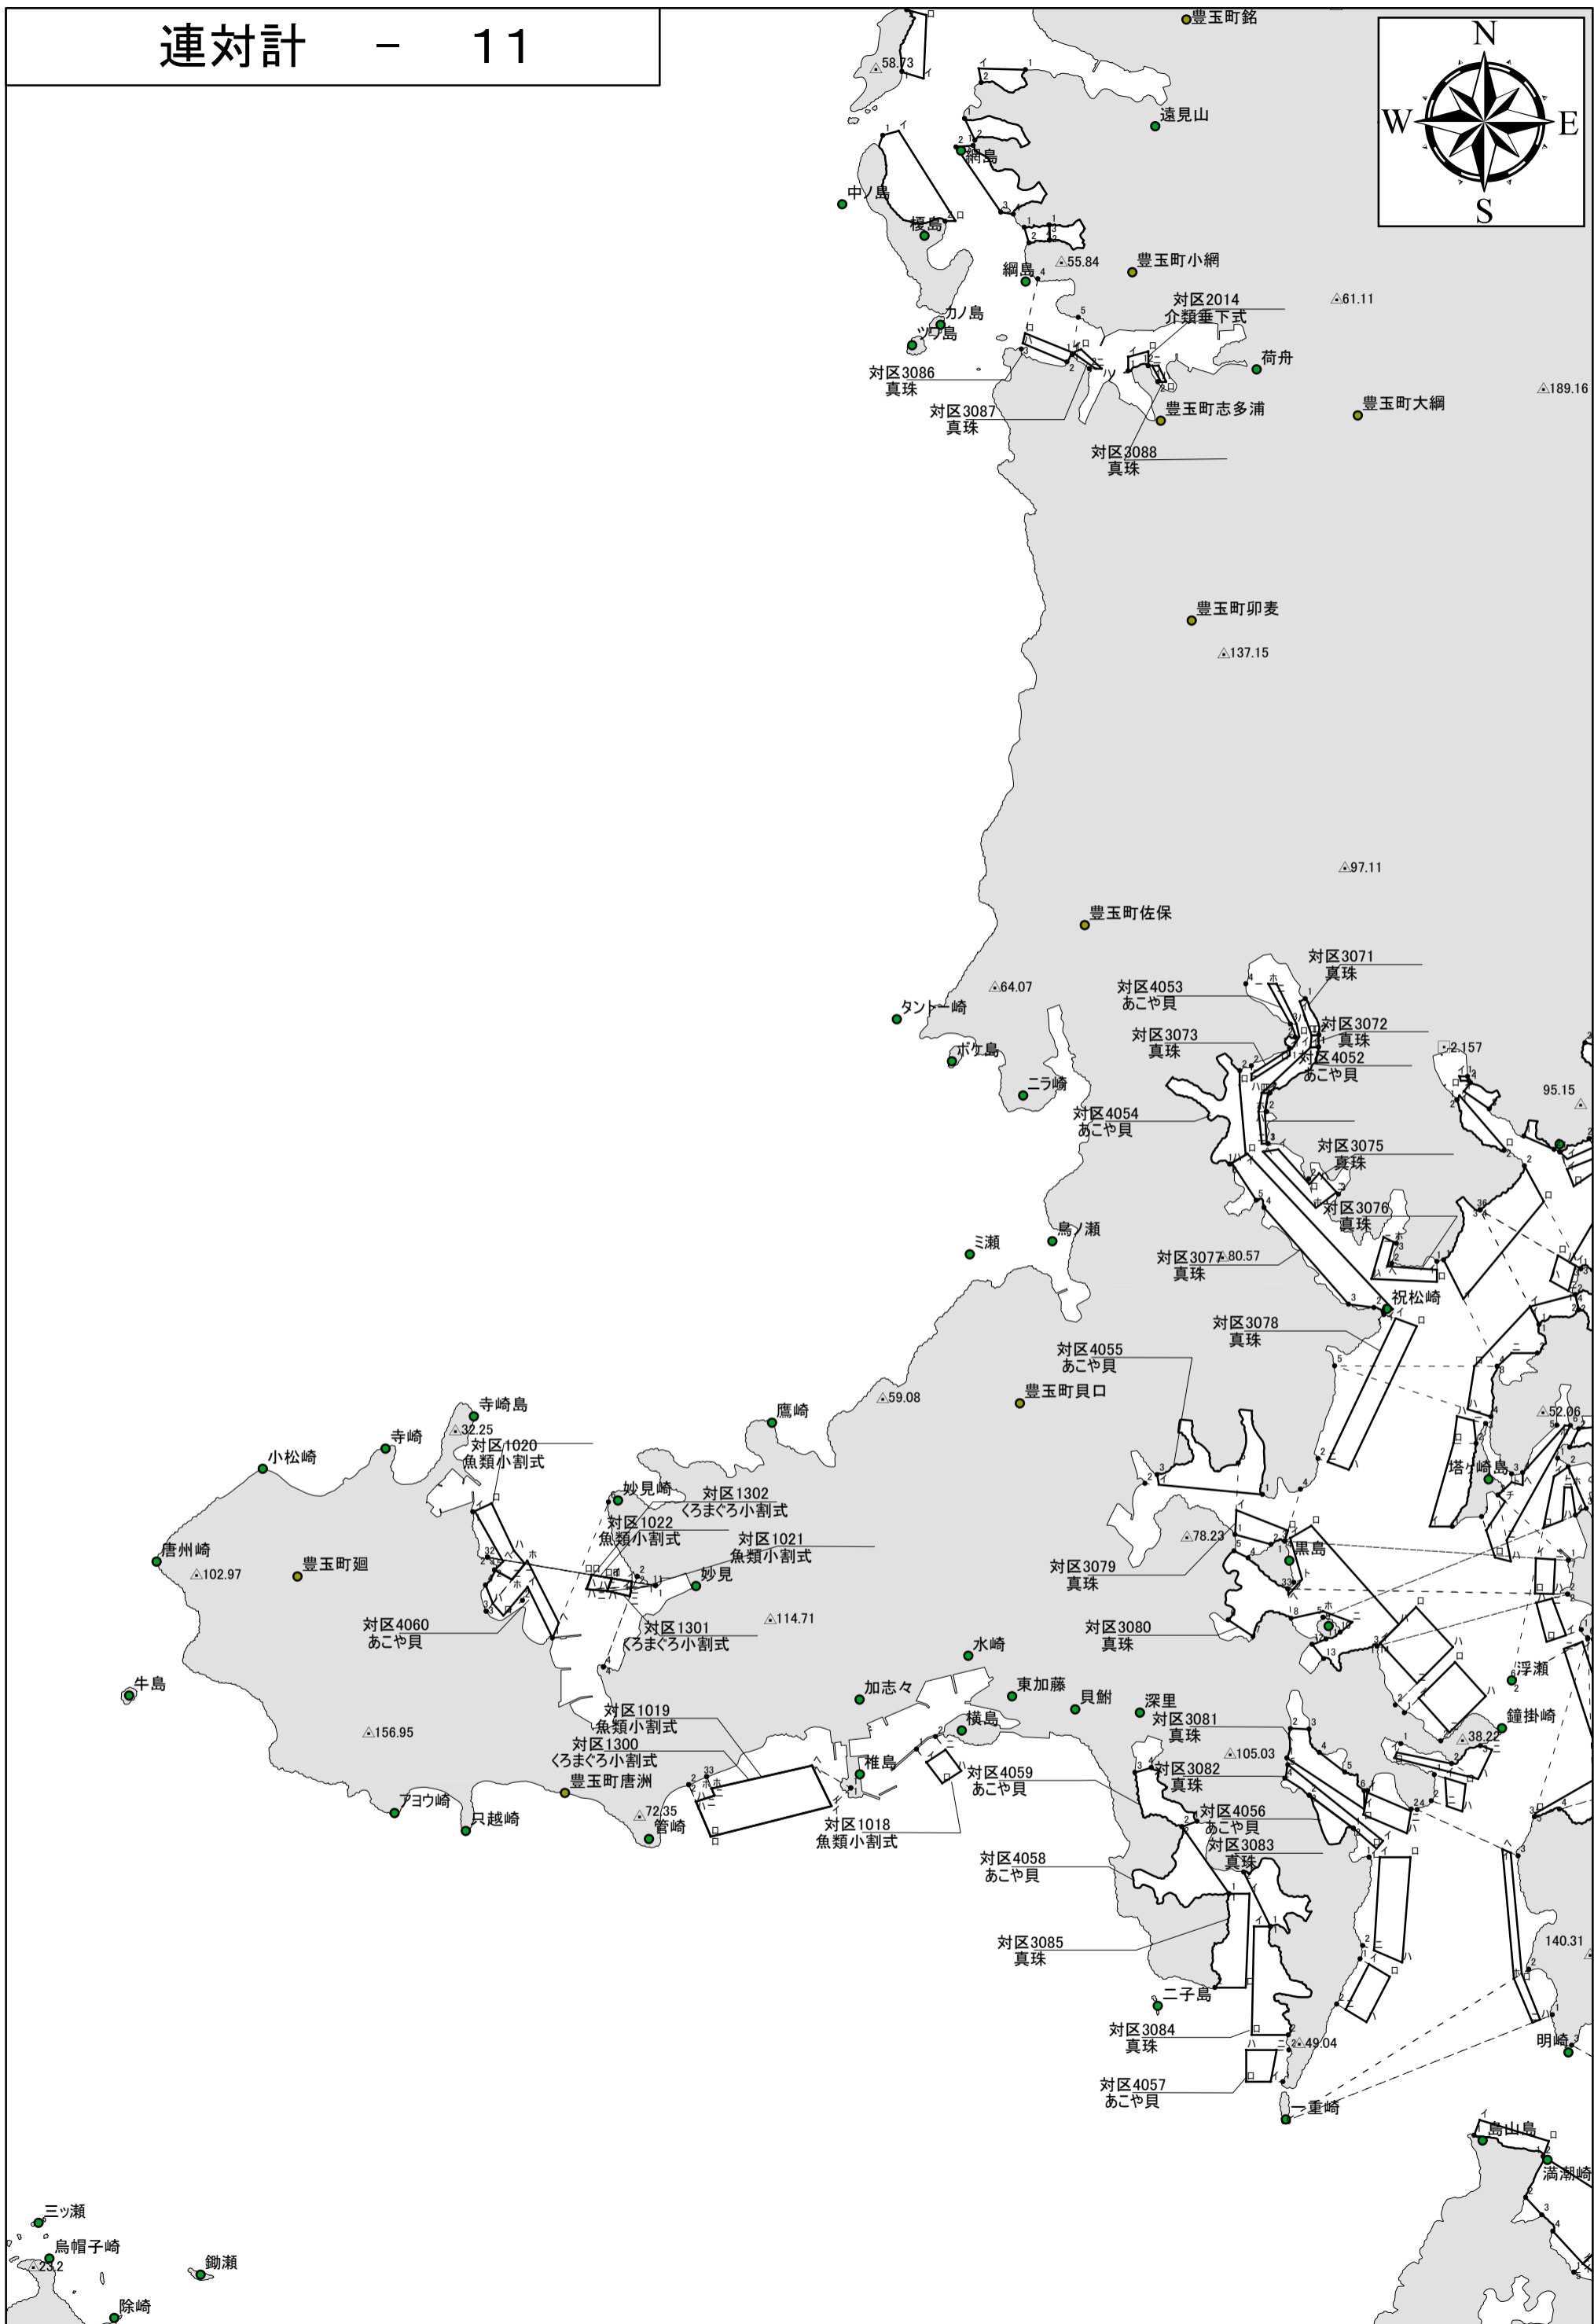 連対計 － 11
N
W E
S
豊玉町銘
58.73
遠見山
網島
中ノ島
榎島
綱島
55.84
豊玉町小網
対区2014
介類垂下式
61.11
カノ島
ツワ島
荷舟
対区3086
真珠
189.16
対区3087
真珠
豊玉町志多浦
豊玉町大綱
対区3088
真珠
豊玉町卯麦
137.15
97.11
豊玉町佐保
対区3071
真珠
64.07
対区4053
あこや貝
タントー崎
対区3072
真珠
対区3073
真珠
2.157
ボケ島
対区4052
あこや貝
ニラ崎
95.15
対区4054
あこや貝
対区3075
真珠
対区3076
真珠
鳥ノ瀬
ミ瀬
対区3077
真珠
80.57
祝松崎
対区3078
真珠
対区4055
あこや貝
59.08
豊玉町貝口
寺崎島
鷹崎
52.06
32.25
寺崎
対区1020
魚類小割式
小松崎
塔ヶ崎島
妙見崎
対区1302
くろまぐろ小割式
対区1022
魚類小割式
対区1021
魚類小割式
78.23
唐州崎
黒島
102.97
豊玉町廻
対区3079
真珠
妙見
114.71
対区4060
あこや貝
対区1301
くろまぐろ小割式
対区3080
真珠
水崎
浮瀬
牛島
加志々
東加藤
貝鮒
深里
対区1019
魚類小割式
対区3081
真珠
横島
鐘掛崎
156.95
38.22
対区1300
くろまぐろ小割式
105.03
椎島
対区4059
あこや貝
対区3082
真珠
豊玉町唐洲
アヨウ崎
72.35
只越崎
管崎
対区1018
魚類小割式
対区4056
あこや貝
対区3083
真珠
対区4058
あこや貝
対区3085
真珠
140.31
二子島
対区3084
真珠
49.04
明崎
対区4057
あこや貝
一重崎
島山島
満潮崎
三ッ瀬
烏帽子崎
23.2
鋤瀬
除崎